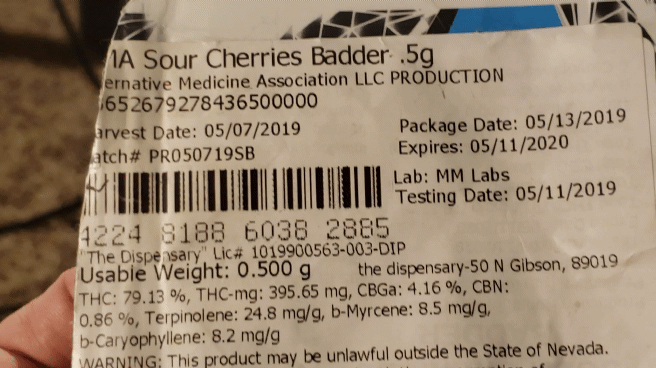 1A Sour Cherries Badder .5g
ernative Medicine Association LLC PRODUCTION
652679278436500000
arvest Date: 05/07/2019
Package Date: 05/13/2019
atch# PR050719SB
Expires: 05/11/2020
Lab: MM Labs
Testing Date: 05/11/2019
4224 8188 6038 2885
"The Dispensary" Lic# 1019900563-003-DIP
Usable Weight: 0.500 g the dispensary-50 N Gibson, 89019
THC: 79.13 %, THC-mg: 395.65 mg, CBGa: 4.16 %, CBN:
0.86 %, Terpinolene: 24.8 mg/g, b-Myrcene: 8.5 mg/g,
b-Caryophyllene: 8.2 mg/g
WARNING: This product may be unlawful outside the State of Nevada.